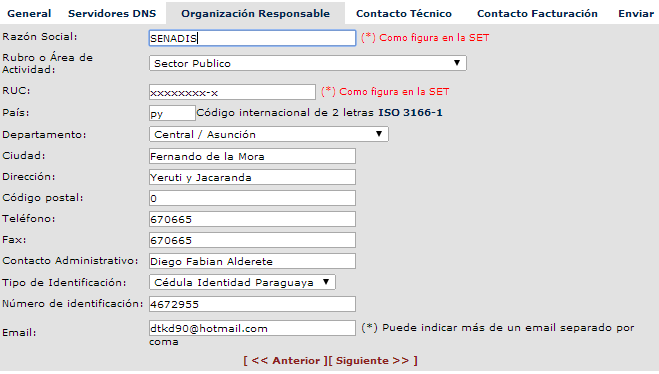 General Servidores DNS Organización Responsable Contacto Técnico Contacto Facturación Enviar
Razón Social: SENADIS (*) Como figura en la SET
Rubro o Área de
Actividad: Sector Publico
RUC: xxxxxxxx-x (*) Como figura en la SET
País: py Código internacional de 2 letras ISO 3166-1
Departamento: Central / Asunción
Ciudad: Fernando de la Mora
Dirección: Yeruti y Jacaranda
Código postal: 0
Teléfono: 670665
Fax: 670665
Contacto Administrativo: Diego Fabian Alderete
Tipo de Identificación: Cédula Identidad Paraguaya
Número de identificación: 4672955
Email: dtkd90@hotmail.com (*) Puede indicar más de un email separado por
coma
[ << Anterior ][ Siguiente >> ]